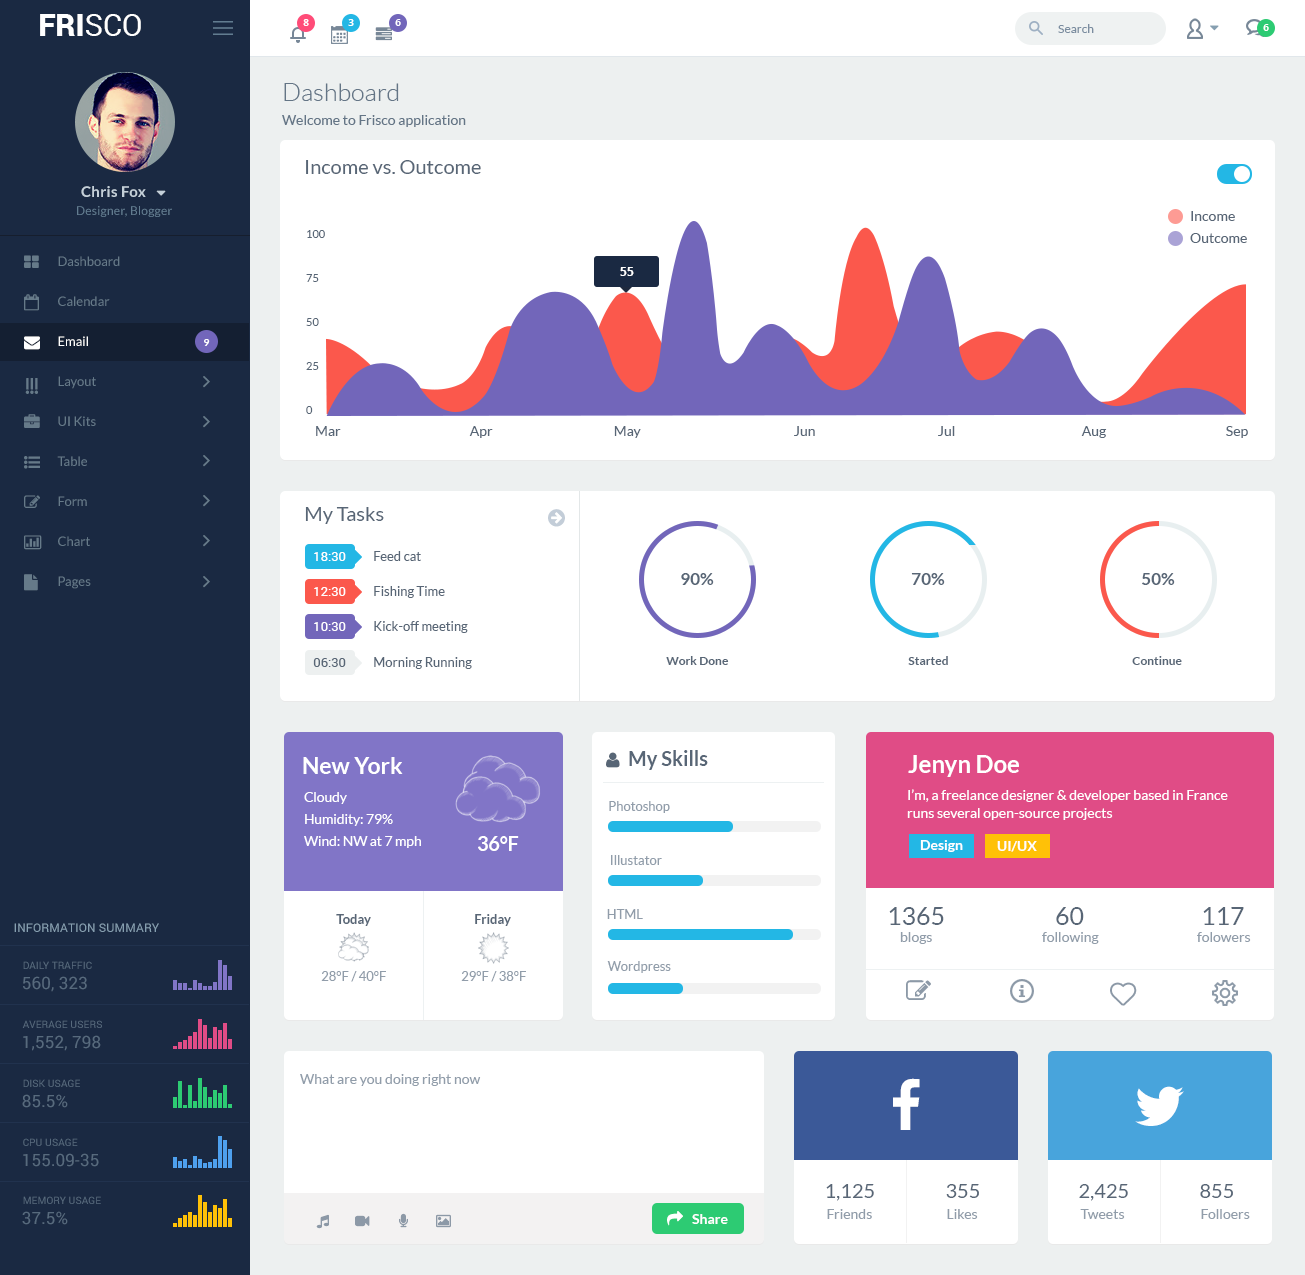 FRISCO
8
3
6
Search
6
Chris Fox
Designer, Blogger
Dashboard
Calendar
Email
9
Layout
UI Kits
Table
Form
Chart
Pages
INFORMATION SUMMARY
DAILY TRAFFIC
560, 323
AVERAGE USERS
1,552, 798
DISK USAGE
85.5%
CPU USAGE
155.09-35
MEMORY USAGE
37.5%
Dashboard
Welcome to Frisco application
Income vs. Outcome
Income
Outcome
100
75
50
25
0
55
Mar Apr May Jun Jul Aug Sep
My Tasks
18:30 Feed cat
12:30 Fishing Time
10:30 Kick-off meeting
06:30 Morning Running
90%
Work Done
70%
Started
50%
Continue
New York
Cloudy
Humidity: 79%
Wind: NW at 7 mph
36°F
Today
28°F / 40°F
Friday
29°F / 38°F
My Skills
Photoshop
Illustator
HTML
Wordpress
Jenyn Doe
I'm, a freelance designer & developer based in France
runs several open-source projects
Design
UI/UX
1365
blogs
60
following
117
folowers
What are you doing right now
Share
1,125
Friends
355
Likes
2,425
Tweets
855
Folloers